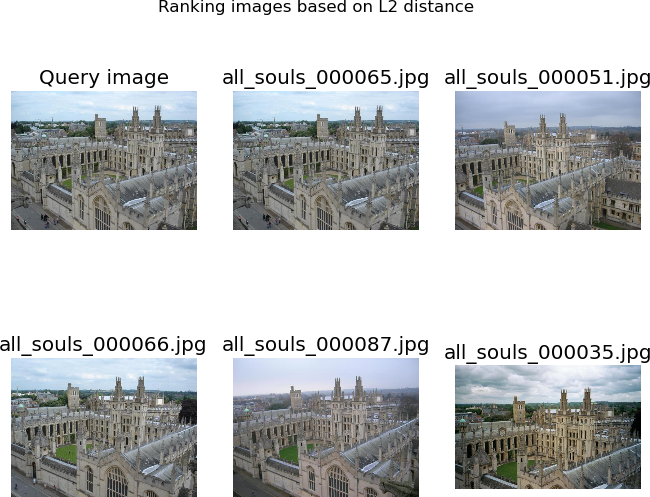 Ranking images based on L2 distance
Query image
all_souls_000065.jpg
all_souls_000051.jpg
all_souls_000066.jpg
all_souls_000087.jpg
all_souls_000035.jpg